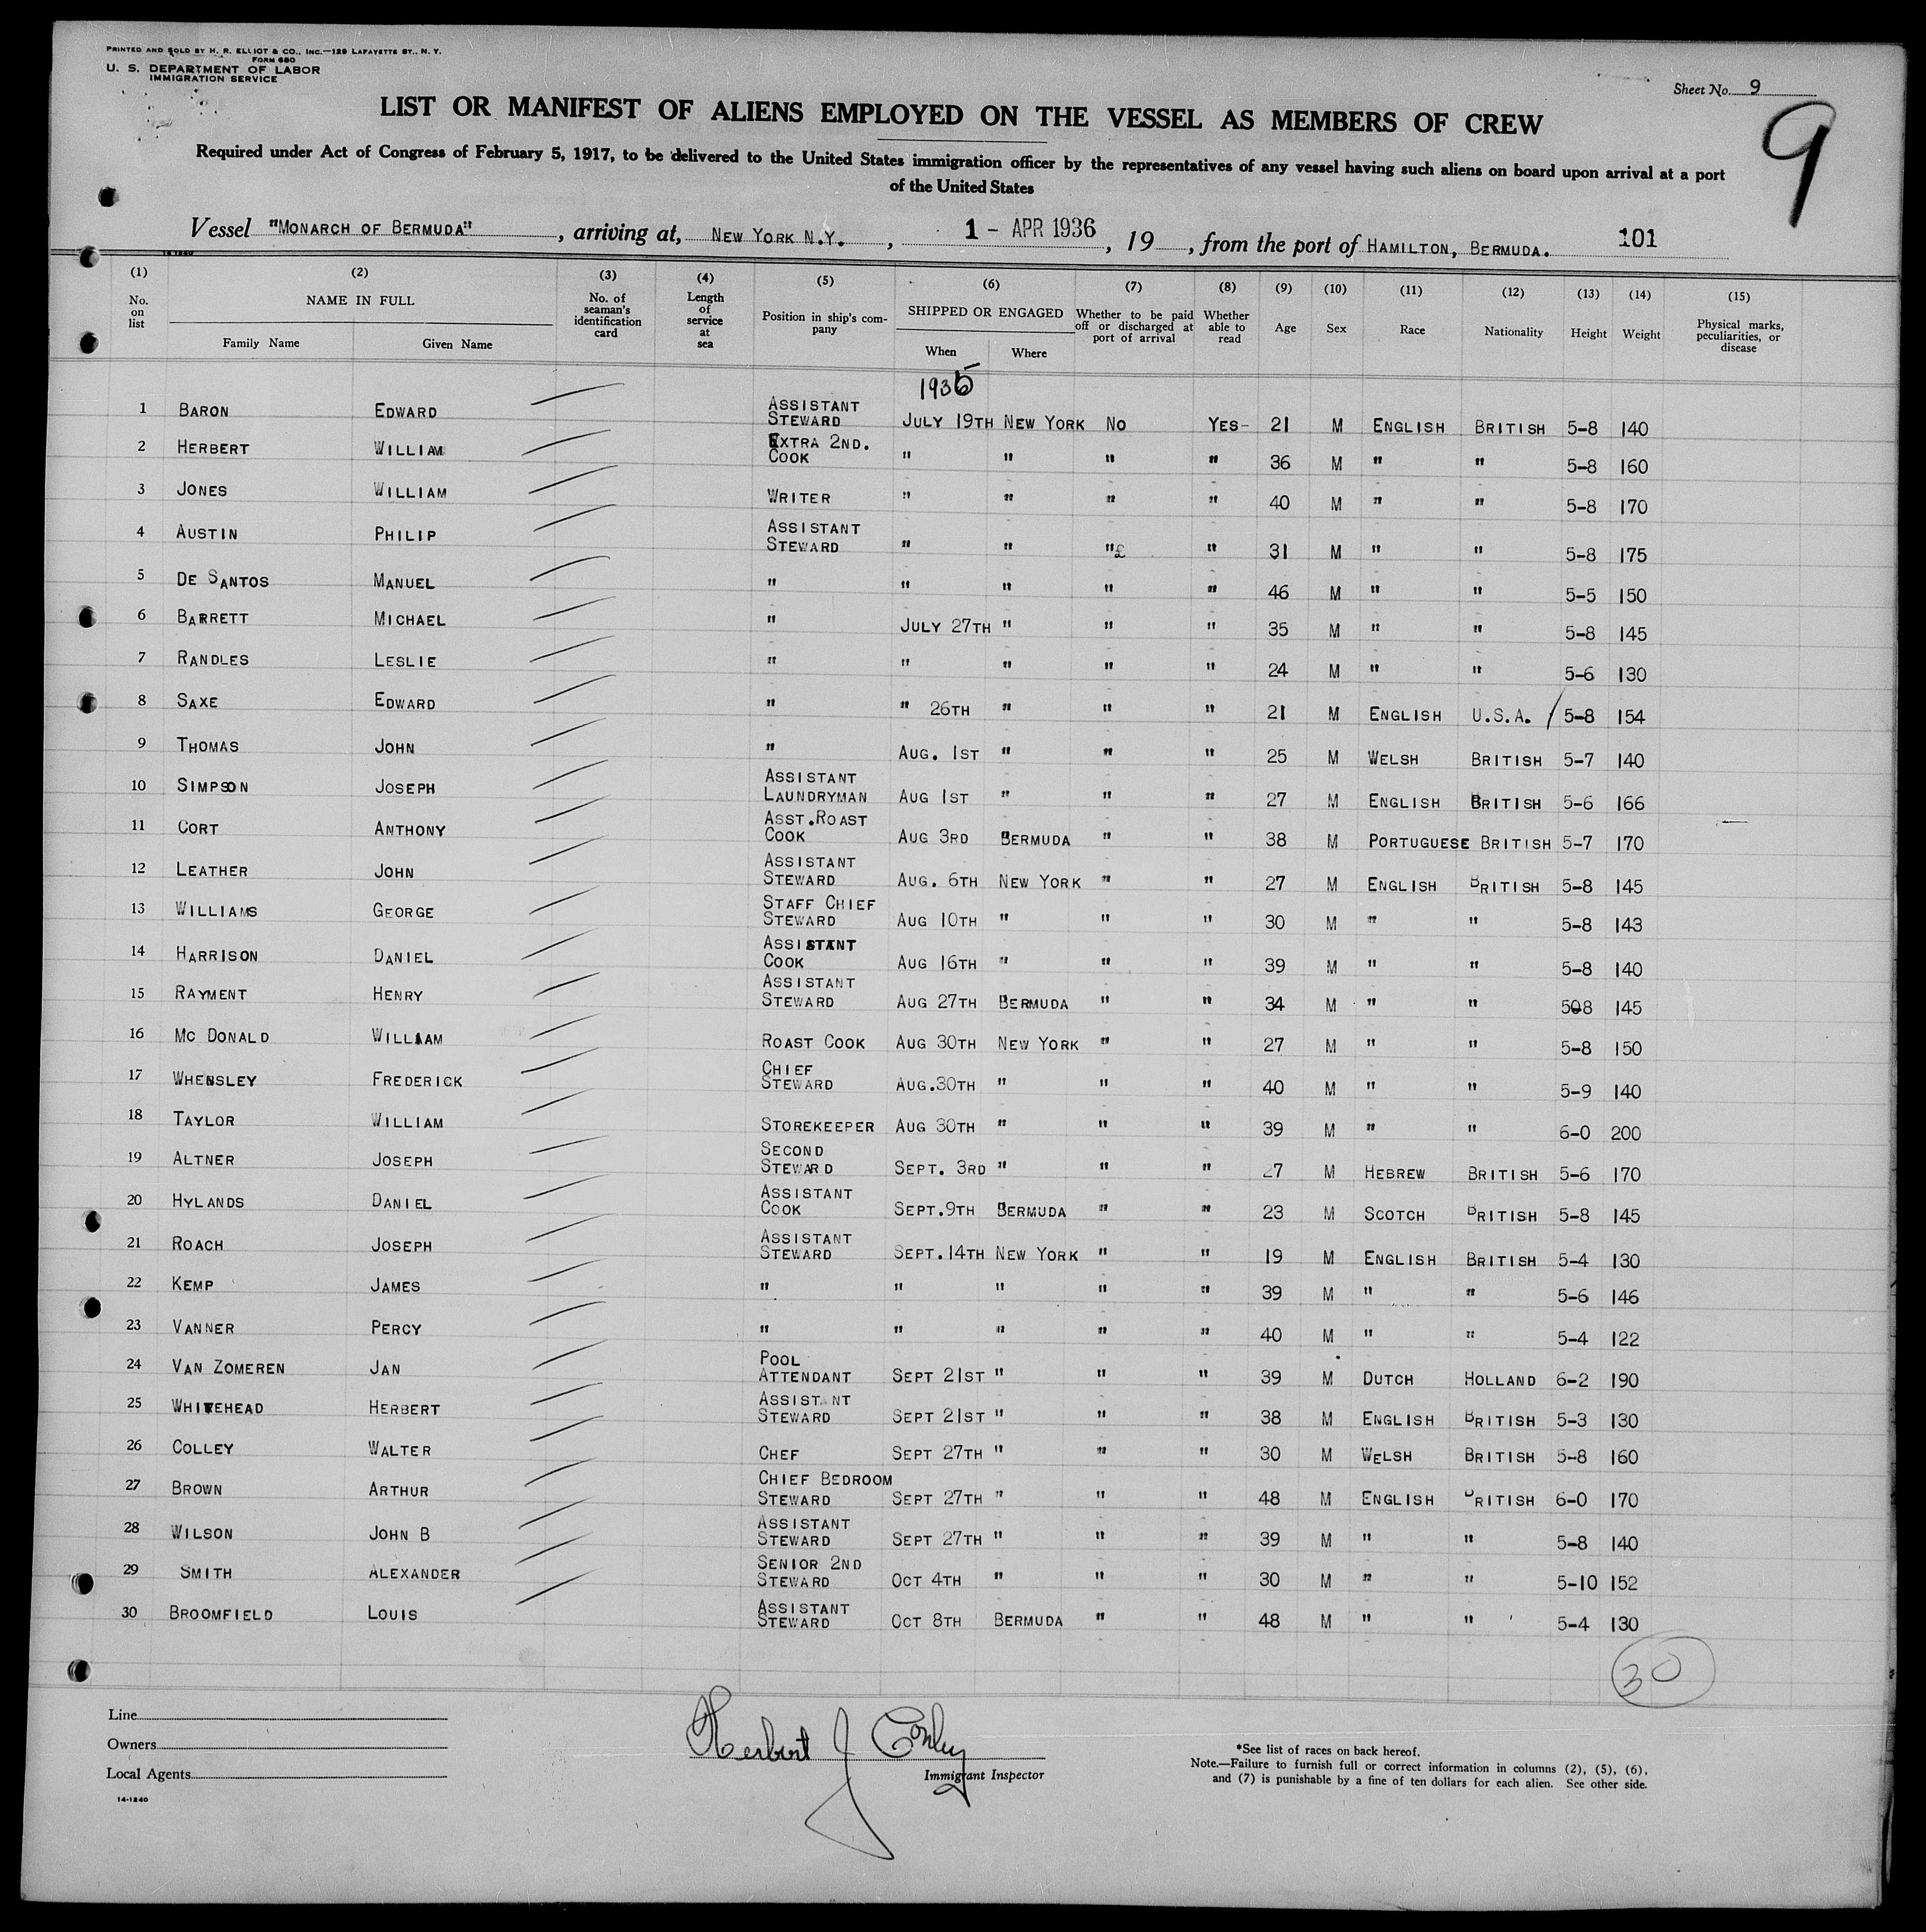 PRINTED AND SOLD BY H. R. ELLIOT & CO., INC.—129 LAFAYETTE ST., N. Y.
FORM 680
U. S. DEPARTMENT OF LABOR
IMMIGRATION SERVICE
Sheet No. 9
9
LIST OR MANIFEST OF ALIENS EMPLOYED ON THE VESSEL AS MEMBERS OF CREW
Required under Act of Congress of February 5, 1917, to be delivered to the United States immigration officer by the representatives of any vessel having such aliens on board upon arrival at a port
of the United States
Vessel "MONARCH OF BERMUDA", arriving at, NEW YORK N.Y., 1 - APR 1936, 19, from the port of HAMILTON, BERMUDA. 101
14-1240
(1) (2) (3) (4) (5) (6) (7) (8) (9) (10) (11) (12) (13) (14) (15)
No. on list NAME IN FULL Family Name Given Name No. of seaman's identification card Length of service at sea Position in ship's company SHIPPED OR ENGAGED When Where Whether to be paid off or discharged at port of arrival Whether able to read Age Sex Race Nationality Height Weight Physical marks, peculiarities, or disease
1935
1 BARON EDWARD ASSISTANT STEWARD JULY 19TH NEW YORK NO YES- 21 M ENGLISH BRITISH 5-8 140
2 HERBERT WILLIAM EXTRA 2ND. COOK " " " " 36 M " " 5-8 160
3 JONES WILLIAM WRITER " " " " 40 M " " 5-8 170
4 AUSTIN PHILIP ASSISTANT STEWARD " " "£ " 31 M " " 5-8 175
5 DE SANTOS MANUEL " " " " " 46 M " " 5-5 150
6 BARRETT MICHAEL " JULY 27TH " " " 35 M " " 5-8 145
7 RANDLES LESLIE " " " " " 24 M " " 5-6 130
8 SAXE EDWARD " " 26TH " " " 21 M ENGLISH U.S.A. / 5-8 154
9 THOMAS JOHN " AUG. 1ST " " " 25 M WELSH BRITISH 5-7 140
10 SIMPSON JOSEPH ASSISTANT LAUNDRYMAN AUG 1ST " " " 27 M ENGLISH BRITISH 5-6 166
11 CORT ANTHONY ASST.ROAST COOK AUG 3RD BERMUDA " " 38 M PORTUGUESE BRITISH 5-7 170
12 LEATHER JOHN ASSISTANT STEWARD AUG. 6TH NEW YORK " " 27 M ENGLISH BRITISH 5-8 145
13 WILLIAMS GEORGE STAFF CHIEF STEWARD AUG 10TH " " " 30 M " " 5-8 143
14 HARRISON DANIEL ASSISTANT COOK AUG 16TH " " " 39 M " " 5-8 140
15 RAYMENT HENRY ASSISTANT STEWARD AUG 27TH BERMUDA " " 34 M " " 5-8 145
16 MC DONALD WILLIAM ROAST COOK AUG 30TH NEW YORK " " 27 M " " 5-8 150
17 WHENSLEY FREDERICK CHIEF STEWARD AUG.30TH " " " 40 M " " 5-9 140
18 TAYLOR WILLIAM STOREKEEPER AUG 30TH " " " 39 M " " 6-0 200
19 ALTNER JOSEPH SECOND STEWARD SEPT. 3RD " " " 27 M HEBREW BRITISH 5-6 170
20 HYLANDS DANIEL ASSISTANT COOK SEPT.9TH BERMUDA " " 23 M SCOTCH BRITISH 5-8 145
21 ROACH JOSEPH ASSISTANT STEWARD SEPT.14TH NEW YORK " " 19 M ENGLISH BRITISH 5-4 130
22 KEMP JAMES " " " " " 39 M " " 5-6 146
23 VANNER PERCY " " " " " 40 M " " 5-4 122
24 VAN ZOMEREN JAN POOL ATTENDANT SEPT 21ST " " " 39 M DUTCH HOLLAND 6-2 190
25 WHITEHEAD HERBERT ASSISTANT STEWARD SEPT 21ST " " " 38 M ENGLISH BRITISH 5-3 130
26 COLLEY WALTER CHEF SEPT 27TH " " " 30 M WELSH BRITISH 5-8 160
27 BROWN ARTHUR CHIEF BEDROOM STEWARD SEPT 27TH " " " 48 M ENGLISH BRITISH 6-0 170
28 WILSON JOHN B ASSISTANT STEWARD SEPT 27TH " " " 39 M " " 5-8 140
29 SMITH ALEXANDER SENIOR 2ND STEWARD OCT 4TH " " " 30 M " " 5-10 152
30 BROOMFIELD LOUIS ASSISTANT STEWARD OCT 8TH BERMUDA " " 48 M " " 5-4 130
30
Line
Owners
Local Agents
14-1240
Herbert J Conley
Immigrant Inspector
*See list of races on back hereof.
Note.—Failure to furnish full or correct information in columns (2), (5), (6),
and (7) is punishable by a fine of ten dollars for each alien. See other side.